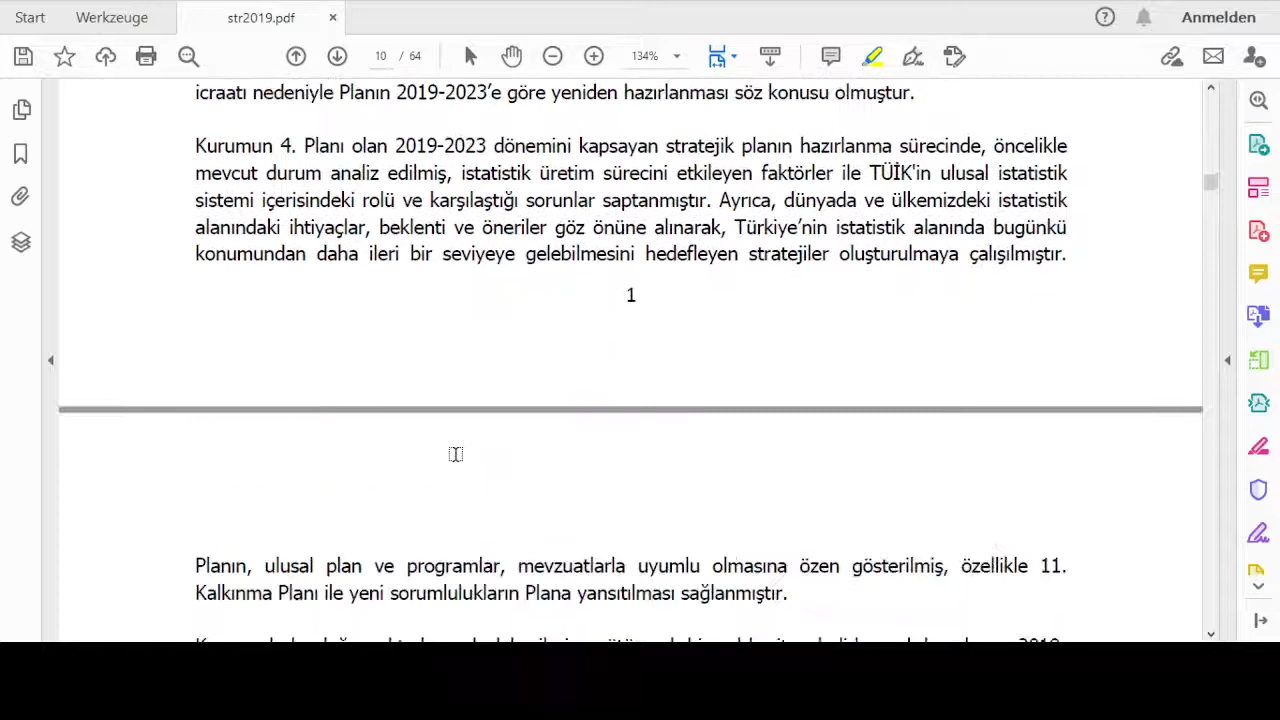 Start Werkzeuge str2019.pdf × ? Anmelden
10 / 64 134%
icraatı nedeniyle Planın 2019-2023’e göre yeniden hazırlanması söz konusu olmuştur.
Kurumun 4. Planı olan 2019-2023 dönemini kapsayan stratejik planın hazırlanma sürecinde, öncelikle
mevcut durum analiz edilmiş, istatistik üretim sürecini etkileyen faktörler ile TÜİK'in ulusal istatistik
sistemi içerisindeki rolü ve karşılaştığı sorunlar saptanmıştır. Ayrıca, dünyada ve ülkemizdeki istatistik
alanındaki ihtiyaçlar, beklenti ve öneriler göz önüne alınarak, Türkiye’nin istatistik alanında bugünkü
konumundan daha ileri bir seviyeye gelebilmesini hedefleyen stratejiler oluşturulmaya çalışılmıştır.
1
Planın, ulusal plan ve programlar, mevzuatlarla uyumlu olmasına özen gösterilmiş, özellikle 11.
Kalkınma Planı ile yeni sorumlulukların Plana yansıtılması sağlanmıştır.